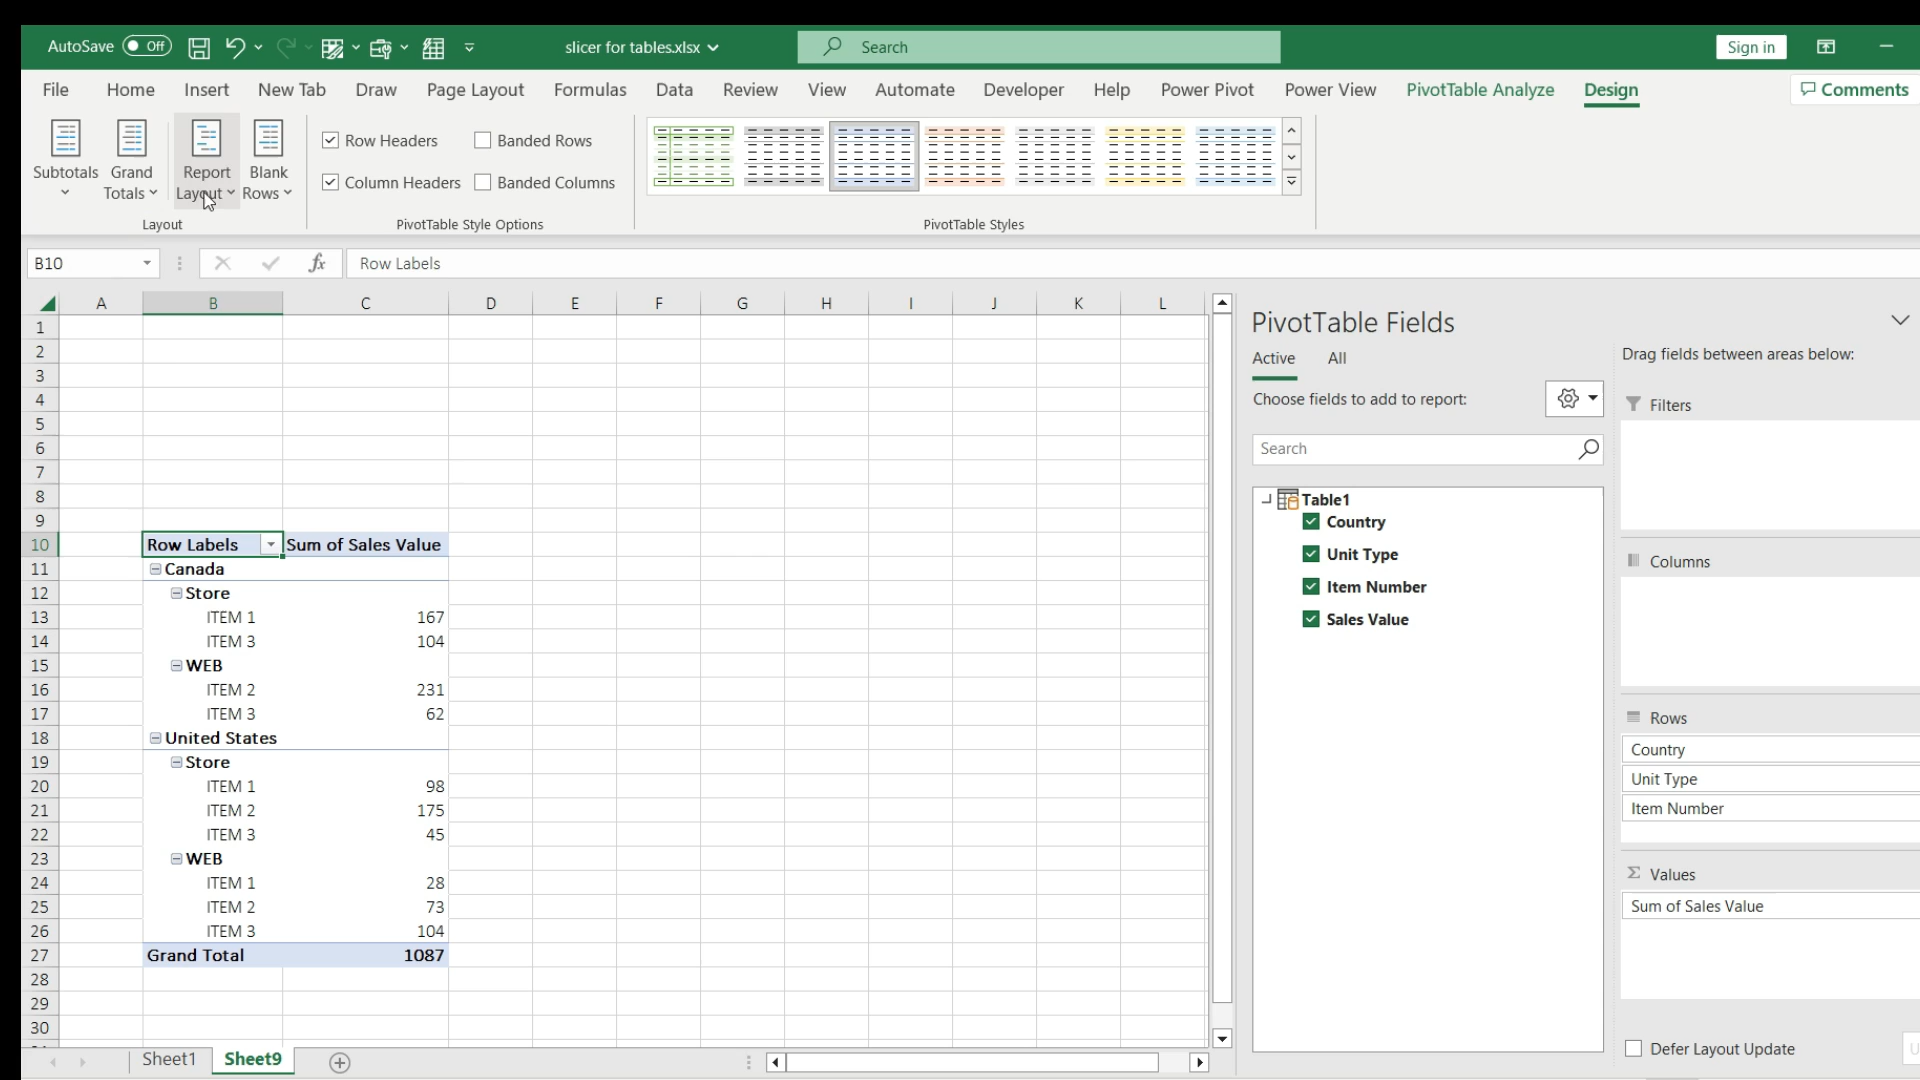 AutoSave Off slicer for tables.xlsx Search Sign in
File Home Insert New Tab Draw Page Layout Formulas Data Review View Automate Developer Help Power Pivot Power View PivotTable Analyze Design Comments
Subtotals
Grand
Totals
Report
Layout
Blank
Rows
Row Headers Banded Rows
Column Headers Banded Columns
Layout PivotTable Style Options PivotTable Styles
B10 fx Row Labels
A B C D E F G H I J K L
1
2
3
4
5
6
7
8
9
10 Row Labels Sum of Sales Value
11 Canada
12 Store
13 ITEM 1 167
14 ITEM 3 104
15 WEB
16 ITEM 2 231
17 ITEM 3 62
18 United States
19 Store
20 ITEM 1 98
21 ITEM 2 175
22 ITEM 3 45
23 WEB
24 ITEM 1 28
25 ITEM 2 73
26 ITEM 3 104
27 Grand Total 1087
28
29
30
Sheet1 Sheet9
PivotTable Fields
Active All
Choose fields to add to report:
Search
Table1
Country
Unit Type
Item Number
Sales Value
Drag fields between areas below:
Filters
Columns
Rows
Country
Unit Type
Item Number
Σ Values
Sum of Sales Value
Defer Layout Update